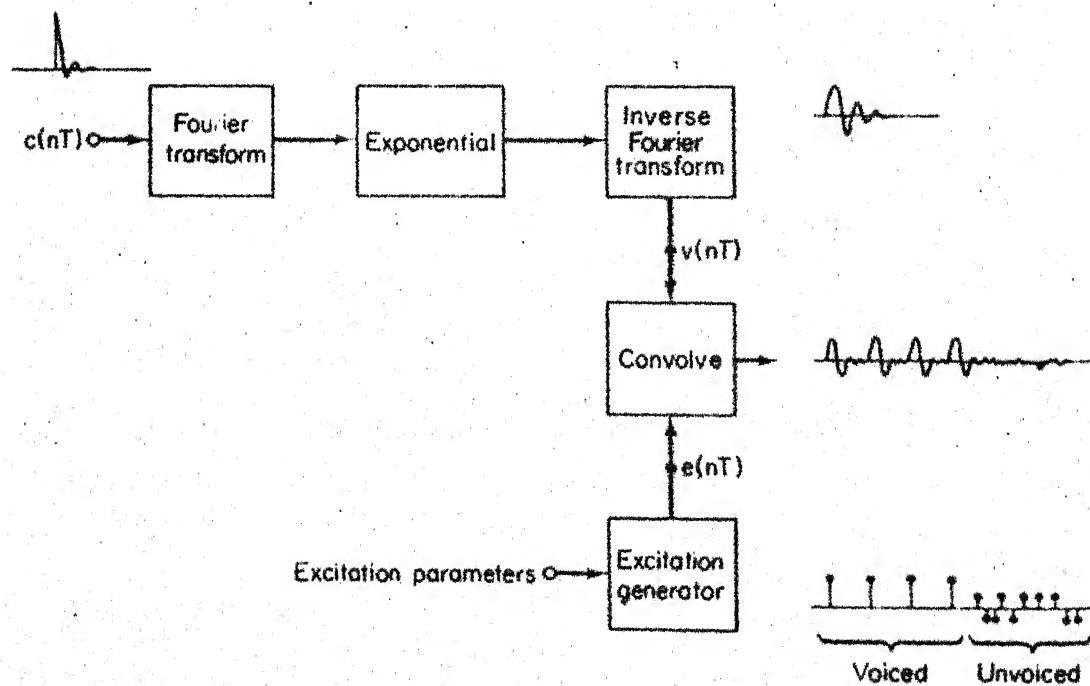 c(nT)
Fourier
transform
Exponential
Inverse
Fourier
transform
v(nT)
Convolve
e(nT)
Excitation parameters
Excitation
generator
Voiced
Unvoiced